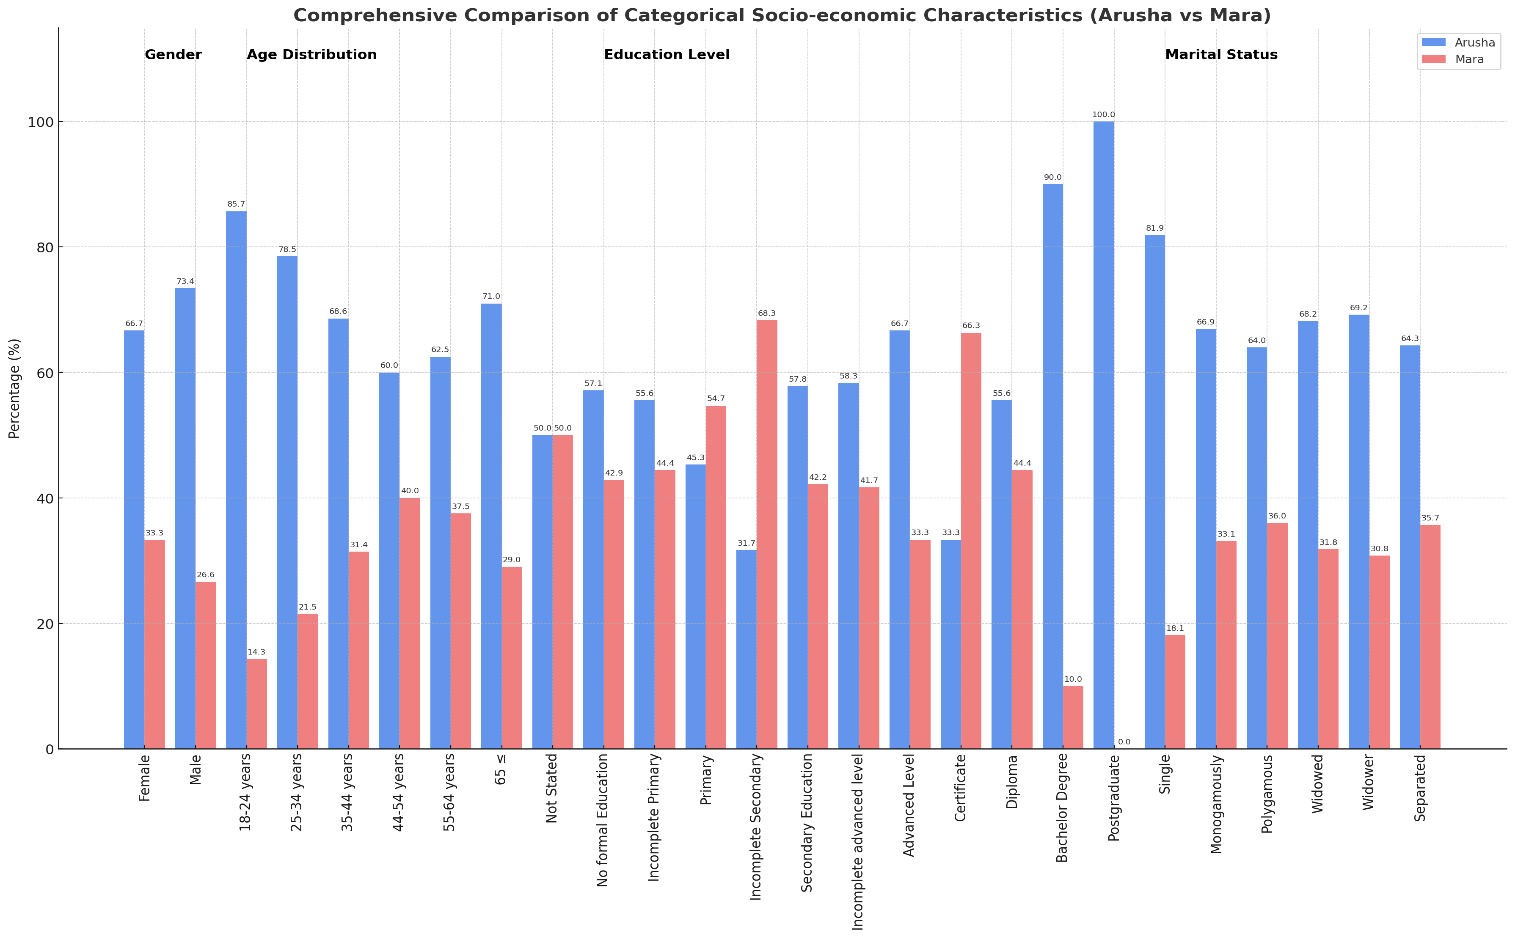 Comprehensive Comparison of Categorical Socio-economic Characteristics (Arusha vs Mara)
Gender
Age Distribution
Education Level
Marital Status
Arusha
Mara
Percentage (%)
100
80
60
40
20
0
66.7 33.3
73.4 26.6
85.7 14.3
78.5 21.5
68.6 31.4
60.0 40.0
62.5 37.5
71.0 29.0
50.0 50.0
57.1 42.9
55.6 44.4
45.3 54.7
31.7 68.3
57.8 42.2
58.3 41.7
66.7 33.3
33.3 66.3
55.6 44.4
90.0 10.0
100.0 0.0
81.9 18.1
66.9 33.1
64.0 36.0
68.2 31.8
69.2 30.8
64.3 35.7
Female
Male
18-24 years
25-34 years
35-44 years
44-54 years
55-64 years
65 ≤
Not Stated
No formal Education
Incomplete Primary
Primary
Incomplete Secondary
Secondary Education
Incomplete advanced level
Advanced Level
Certificate
Diploma
Bachelor Degree
Postgraduate
Single
Monogamously
Polygamous
Widowed
Widower
Separated